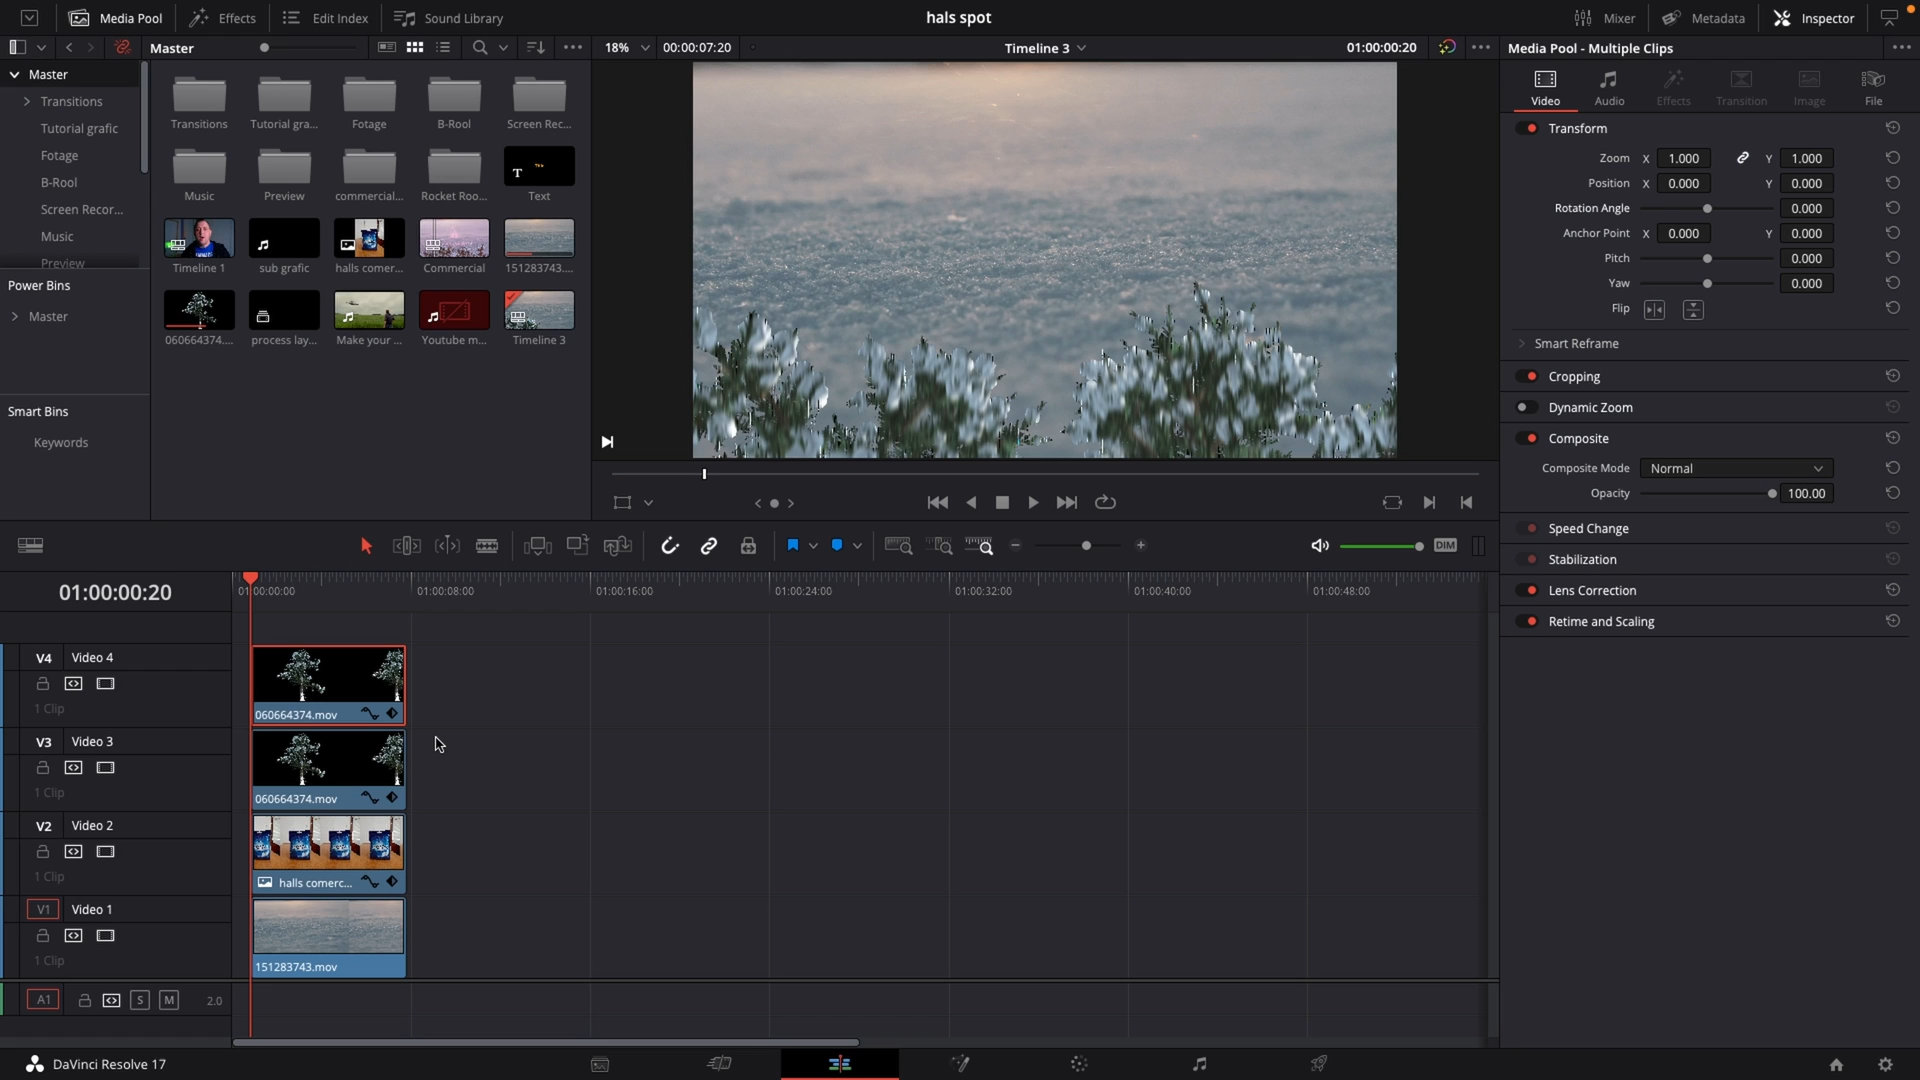 Media Pool Effects Edit Index Sound Library hals spot Mixer Metadata Inspector
Master 18% 00:00:07:20 Timeline 3 01:00:00:20 Media Pool - Multiple Clips
Master
Transitions
Tutorial grafic
Fotage
B-Rool
Screen Recor...
Music
Preview
Power Bins
Master
Smart Bins
Keywords
Transitions Tutorial gra... Fotage B-Rool Screen Rec...
Music Preview commercial... Rocket Roo... Text
Timeline 1 sub grafic halls comer... Commercial 151283743....
060664374.... process lay... Make your ... Youtube m... Timeline 3
Video Audio Effects Transition Image File
Transform
Zoom X 1.000 Y 1.000
Position X 0.000 Y 0.000
Rotation Angle 0.000
Anchor Point X 0.000 Y 0.000
Pitch 0.000
Yaw 0.000
Flip
Smart Reframe
Cropping
Dynamic Zoom
Composite
Composite Mode Normal
Opacity 100.00
Speed Change
Stabilization
Lens Correction
Retime and Scaling
DIM
01:00:00:20
01:00:00:00 01:00:08:00 01:00:16:00 01:00:24:00 01:00:32:00 01:00:40:00 01:00:48:00
V4 Video 4
1 Clip
060664374.mov
V3 Video 3
1 Clip
060664374.mov
V2 Video 2
1 Clip
halls comerc...
V1 Video 1
1 Clip
151283743.mov
A1 S M 2.0
DaVinci Resolve 17